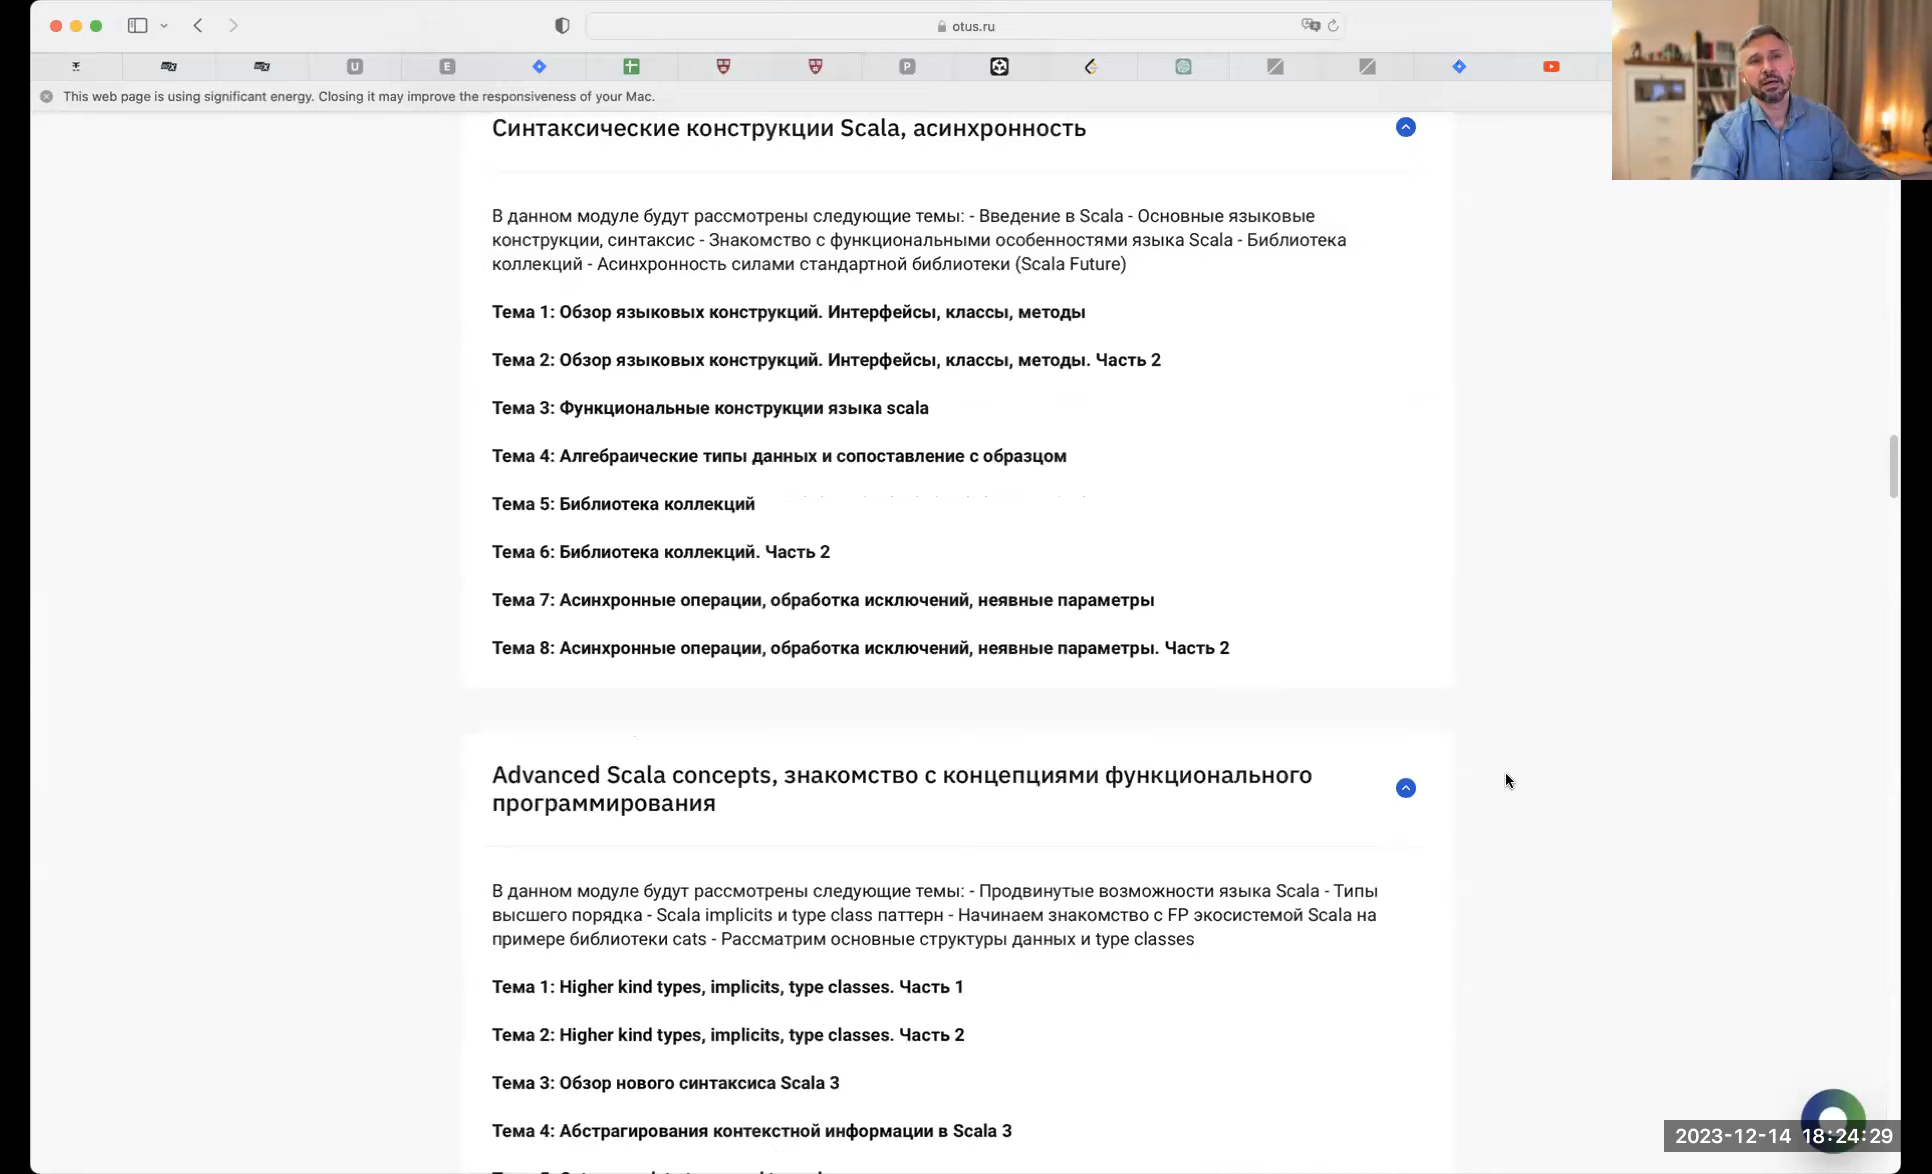 otus.ru
U
E
P
This web page is using significant energy. Closing it may improve the responsiveness of your Mac.
Синтаксические конструкции Scala, асинхронность
В данном модуле будут рассмотрены следующие темы: - Введение в Scala - Основные языковые
конструкции, синтаксис - Знакомство с функциональными особенностями языка Scala - Библиотека
коллекций - Асинхронность силами стандартной библиотеки (Scala Future)
Тема 1: Обзор языковых конструкций. Интерфейсы, классы, методы
Тема 2: Обзор языковых конструкций. Интерфейсы, классы, методы. Часть 2
Тема 3: Функциональные конструкции языка scala
Тема 4: Алгебраические типы данных и сопоставление с образцом
Тема 5: Библиотека коллекций
Тема 6: Библиотека коллекций. Часть 2
Тема 7: Асинхронные операции, обработка исключений, неявные параметры
Тема 8: Асинхронные операции, обработка исключений, неявные параметры. Часть 2
Advanced Scala concepts, знакомство с концепциями функционального
программирования
В данном модуле будут рассмотрены следующие темы: - Продвинутые возможности языка Scala - Типы
высшего порядка - Scala implicits и type class паттерн - Начинаем знакомство с FP экосистемой Scala на
примере библиотеки cats - Рассматрим основные структуры данных и type classes
Тема 1: Higher kind types, implicits, type classes. Часть 1
Тема 2: Higher kind types, implicits, type classes. Часть 2
Тема 3: Обзор нового синтаксиса Scala 3
Тема 4: Абстрагирования контекстной информации в Scala 3
2023-12-14 18:24:29